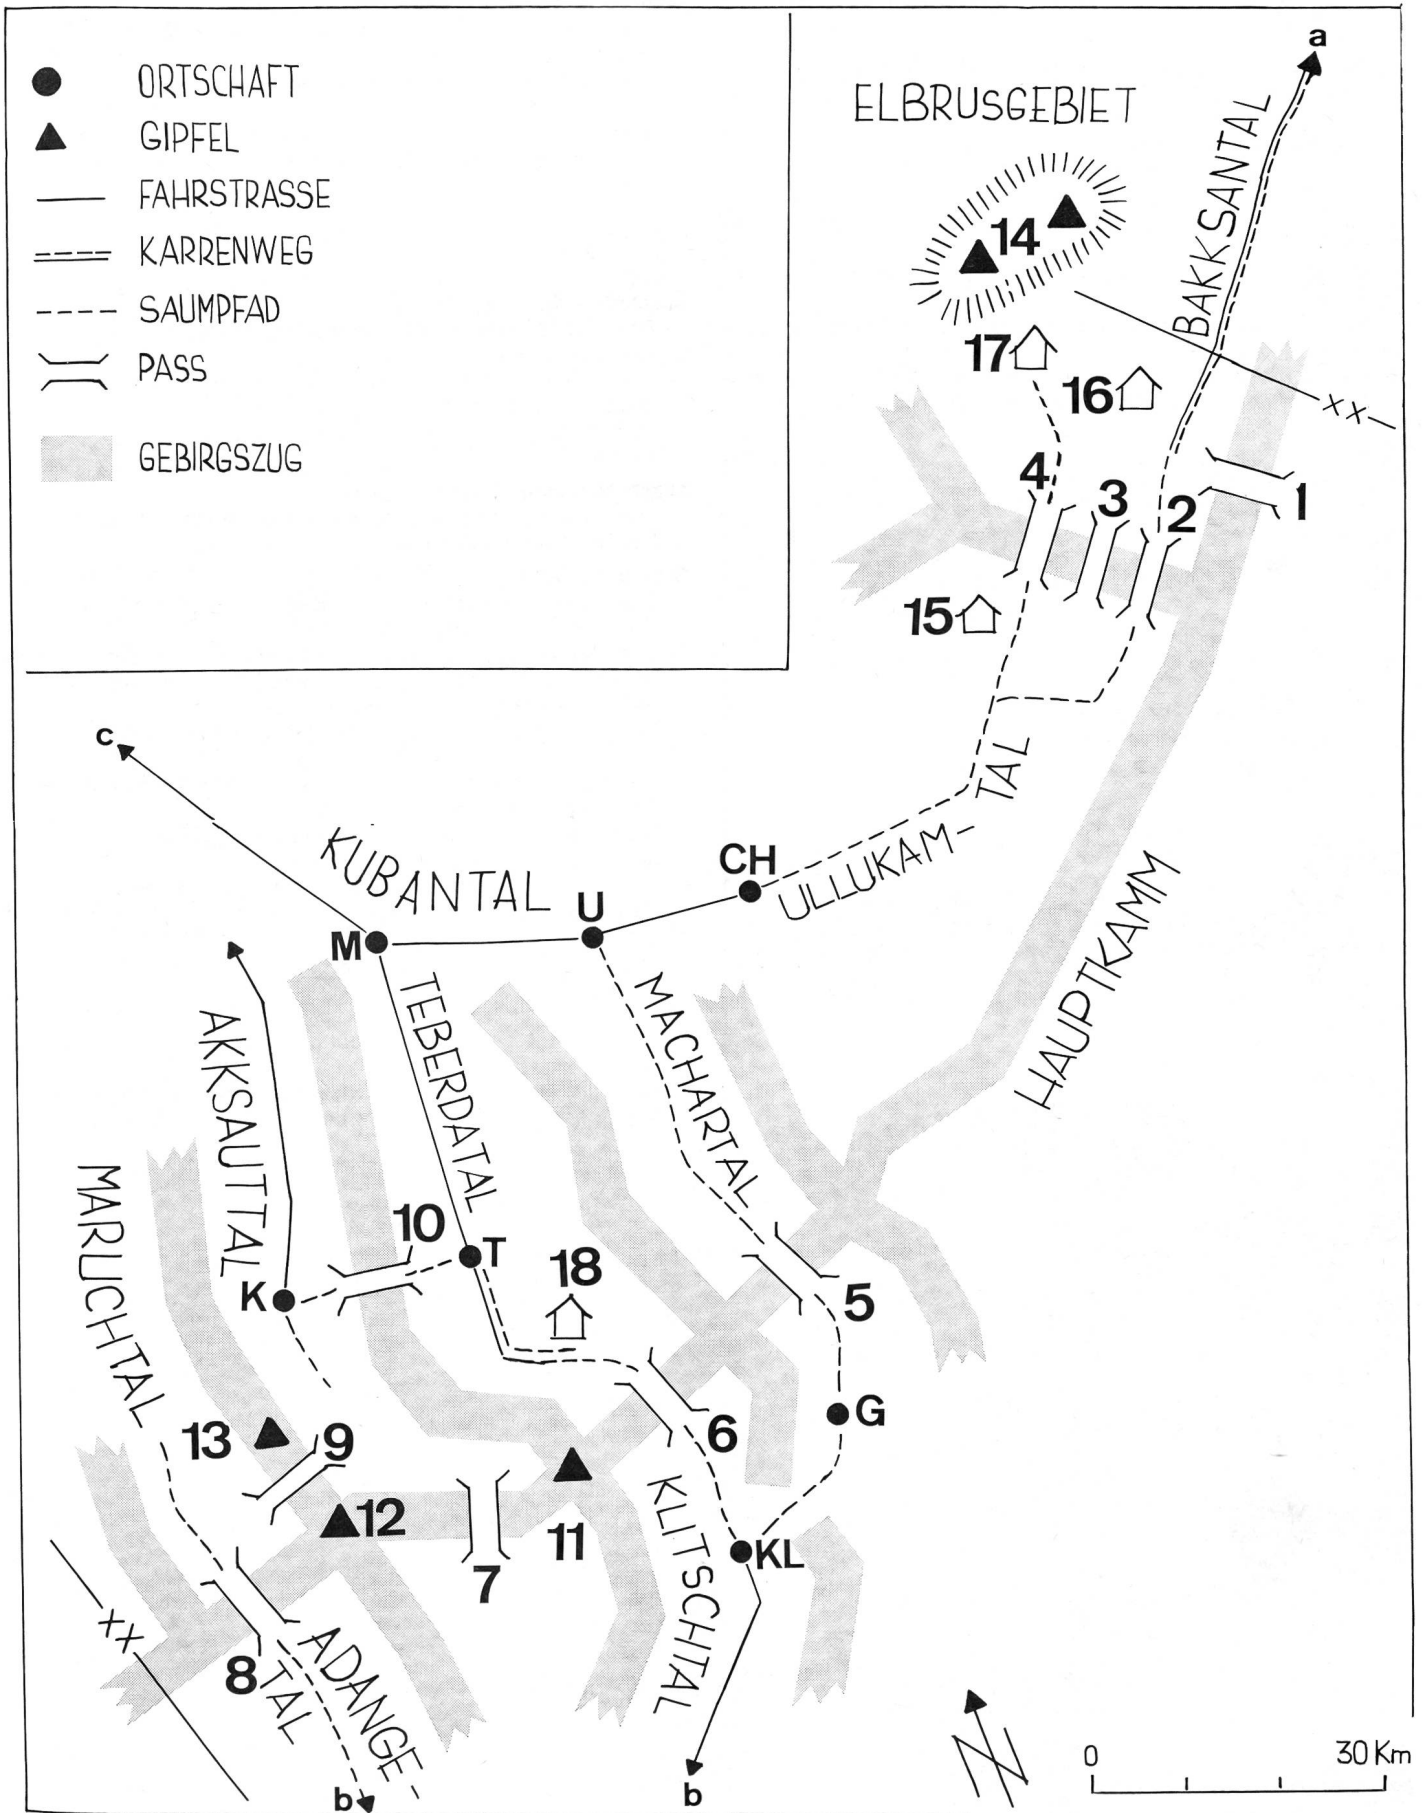 ORTSCHAFT
GIPFEL
FAHRSTRASSE
KARRENWEG
SAUMPFAD
PASS
GEBIRGSZUG
a
ELBRUSGEBIET
BAKKSANTAL
14
17
16
xx
4
3
2
1
15
c
KUBANTAL
CH
ULLUKAM-
TAL
U
M
HAUPTKAMM
TEBERDATAL
MACHARTAL
AKKSAUTTAL
MARUCHTAL
10
T
18
K
5
G
13
9
6
12
11
7
KL
KLITSCHTAL
xx
8
ADANGE-
TAL
b
b
N
0 30 Km